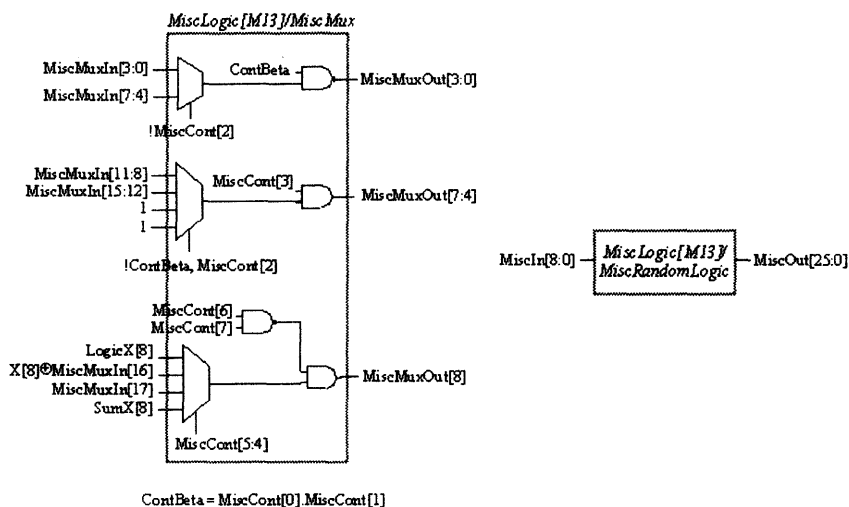 MiscLogic[M13]/MiscMux
MiscMuxIn[3:0]
ContBeta
MiscMuxOut[3:0]
MiscMuxIn[7:4]
!MiscCont[2]
MiscMuxIn[11:8]
MiscMuxIn[15:12]
1
1
MiscCont[3]
MiscMuxOut[7:4]
!ContBeta, MiscCont[2]
MiscIn[8:0]
MiscLogic[M13]/
MiscRandomLogic
MiscOut[25:0]
MiscCont[6]
MiscCont[7]
LogicX[8]
X[8]⊕MiscMuxIn[16]
MiscMuxIn[17]
SumX[8]
MiscMuxOut[8]
MiscCont[5:4]
ContBeta = MiscCont[0].MiscCont[1]